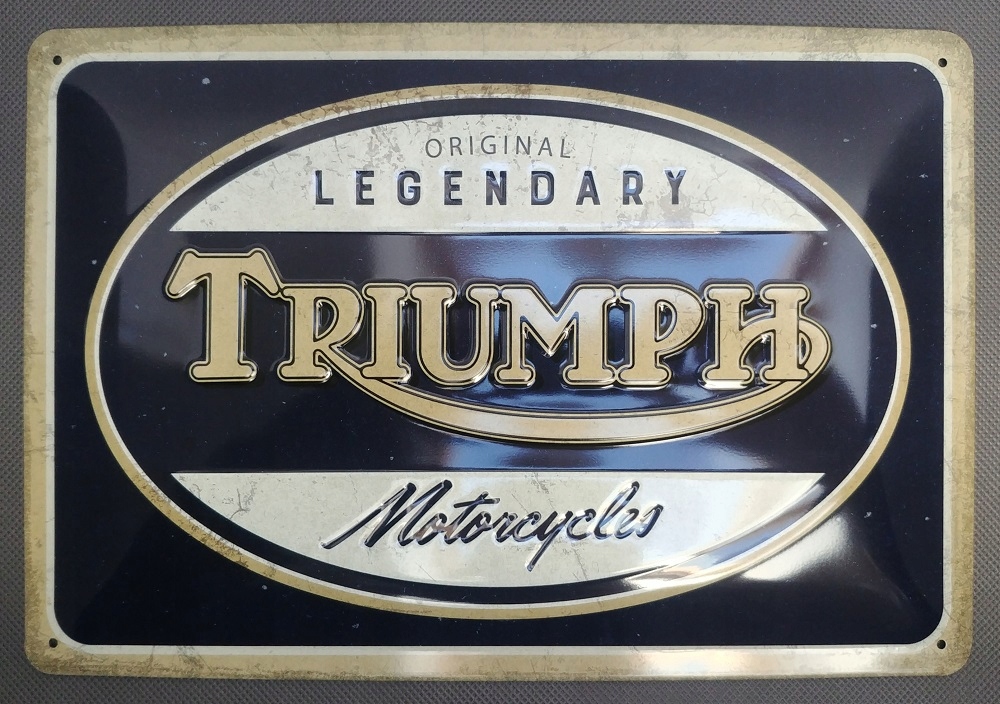 ORIGINAL
LEGENDARY
TRIUMPH
Motorcycles